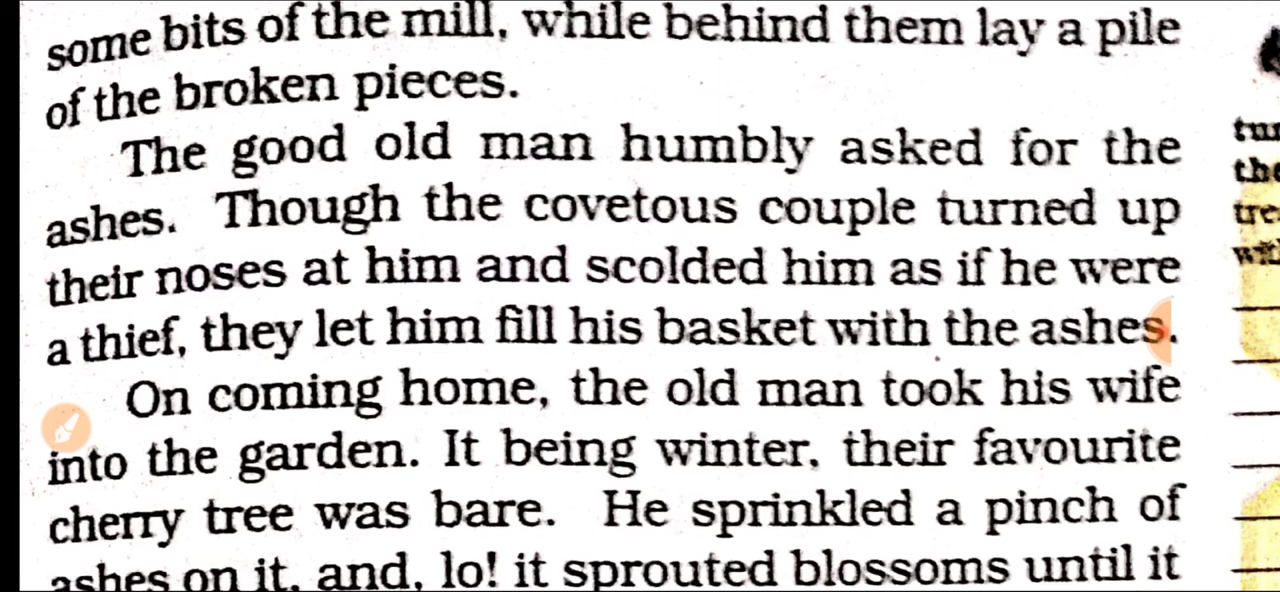 some bits of the mill, while behind them lay a pile
of the broken pieces.
The good old man humbly asked for the
ashes. Though the covetous couple turned up
their noses at him and scolded him as if he were
a thief, they let him fill his basket with the ashes.
On coming home, the old man took his wife
into the garden. It being winter, their favourite
cherry tree was bare. He sprinkled a pinch of
ashes on it, and, lo! it sprouted blossoms until it